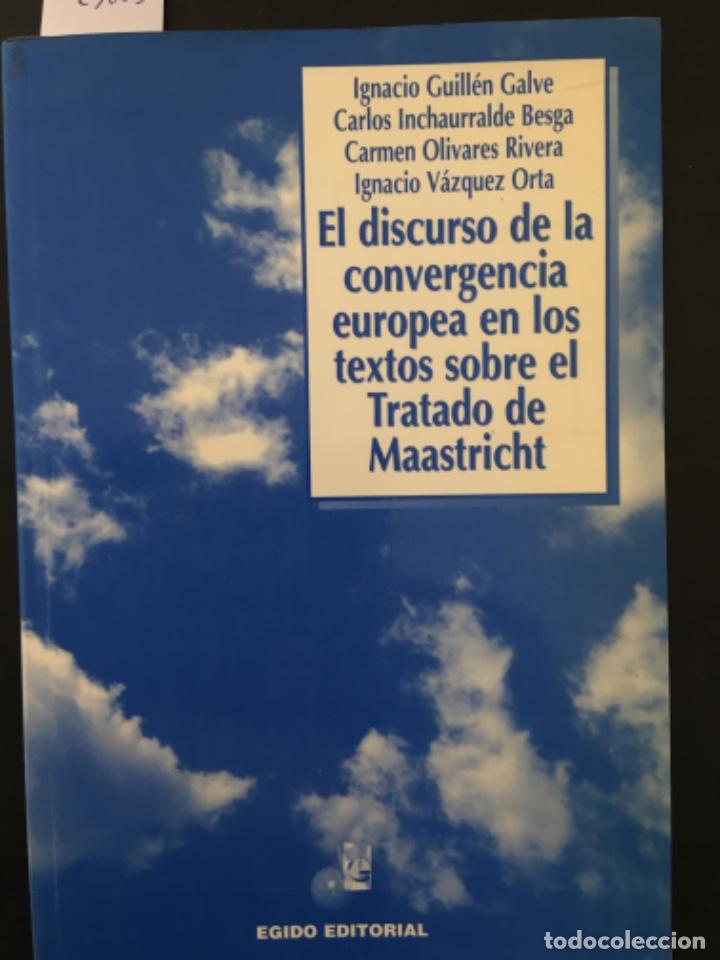 Ignacio Guillén Galve
Carlos Inchaurralde Besga
Carmen Olivares Rivera
Ignacio Vázquez Orta
El discurso de la
convergencia
europea en los
textos sobre el
Tratado de
Maastricht
EGIDO EDITORIAL
todocoleccion